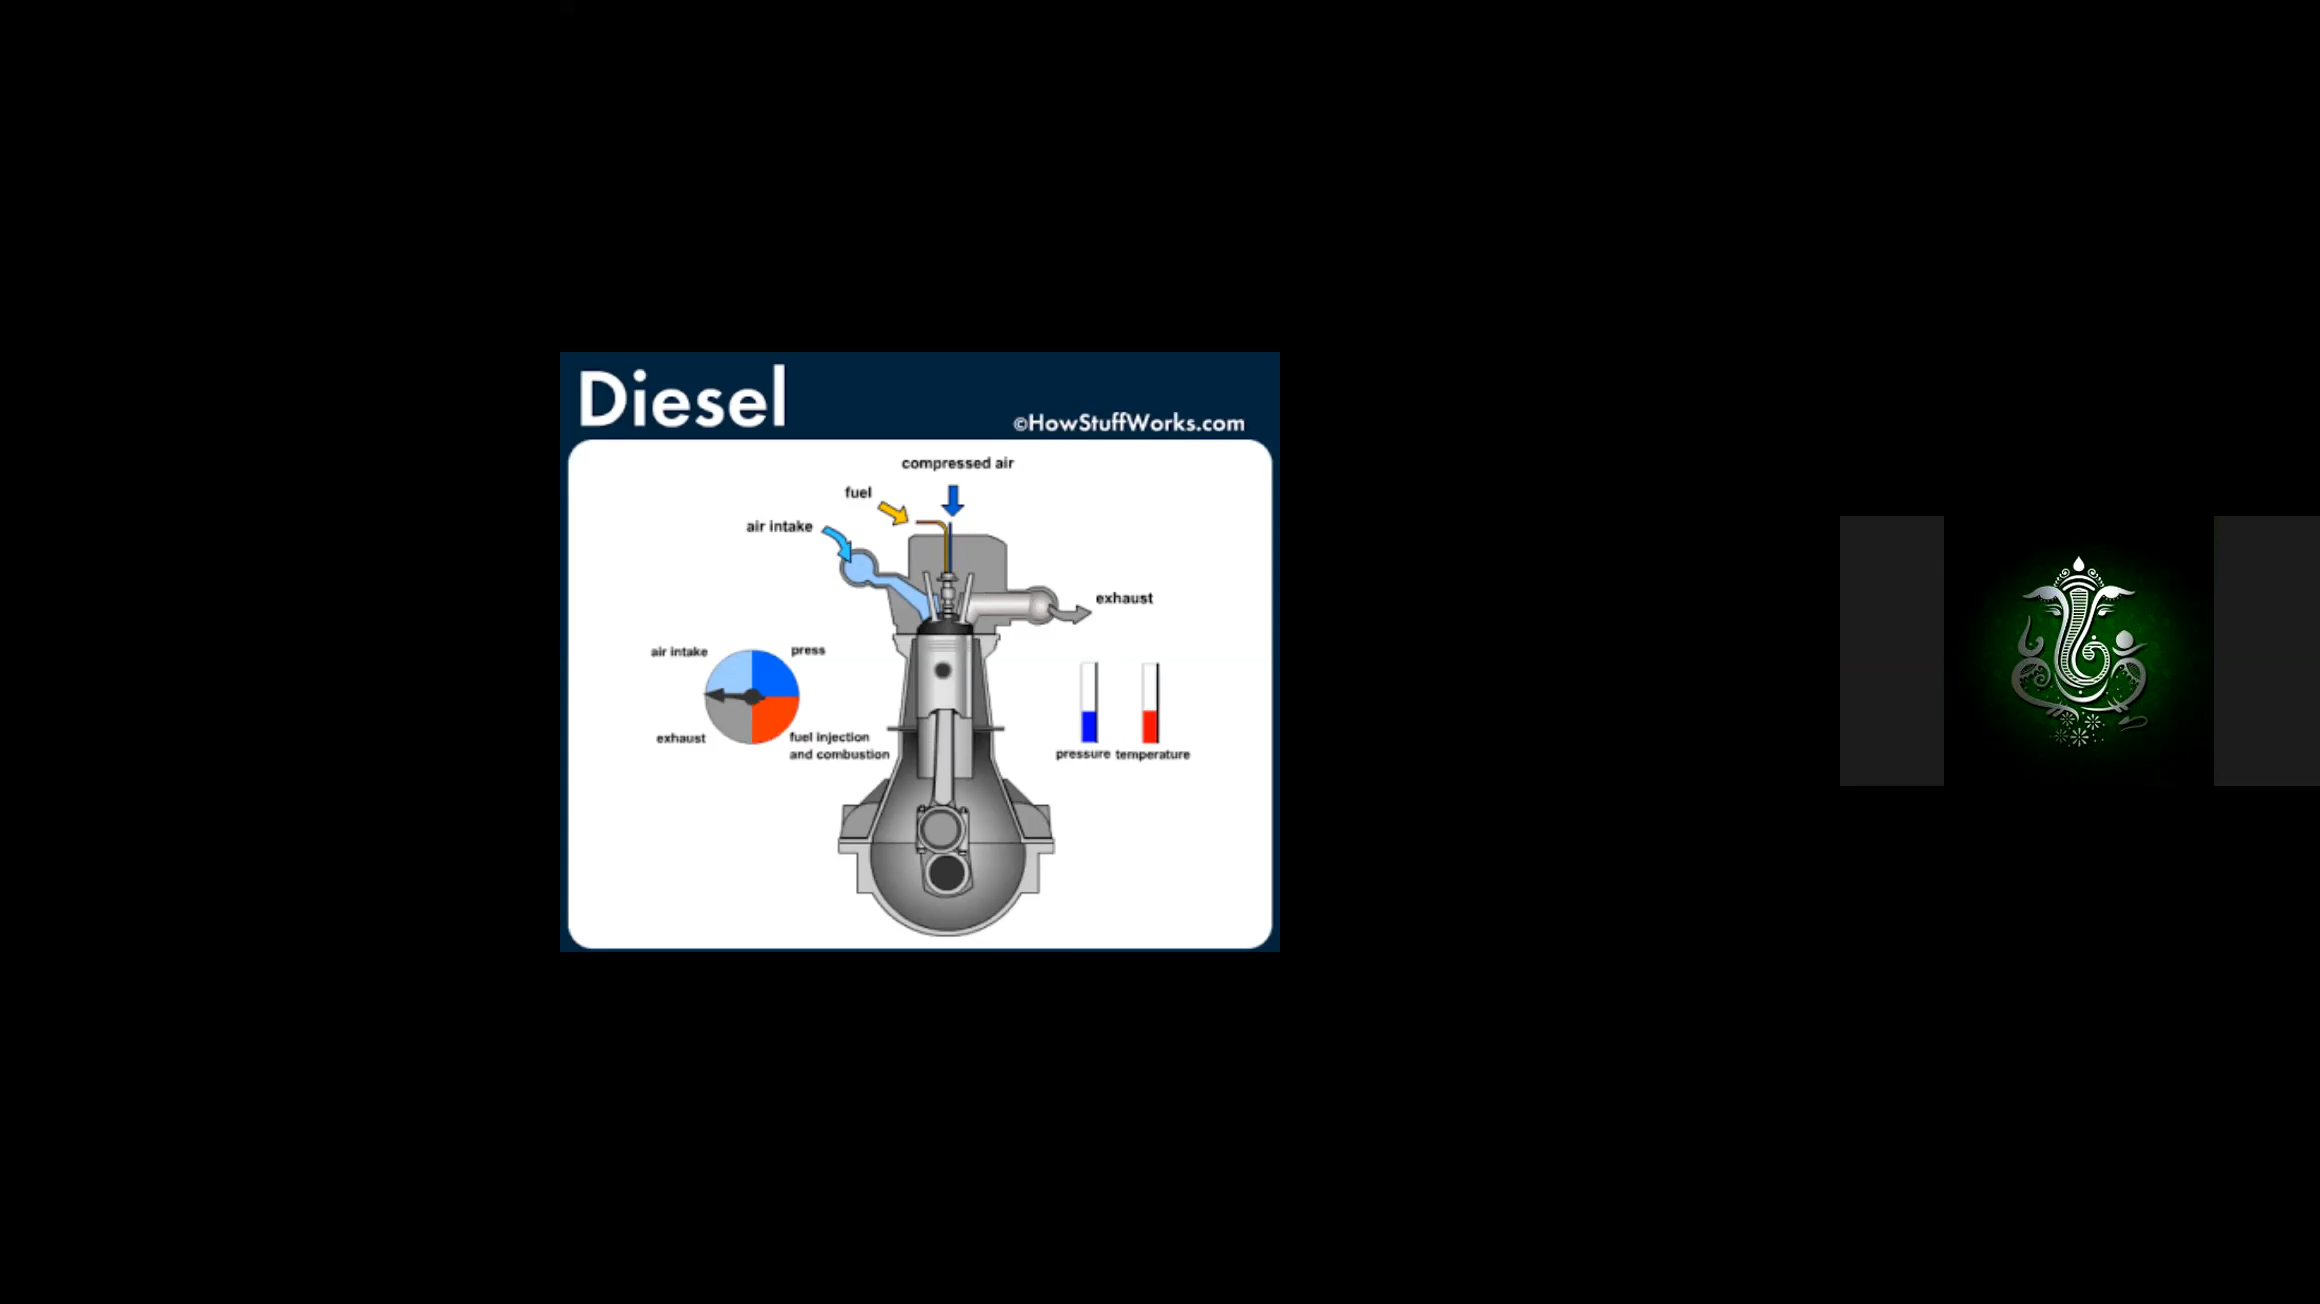 Diesel
©HowStuffWorks.com
compressed air
fuel
air intake
exhaust
air intake
press
exhaust
fuel injection
and combustion
pressure
temperature